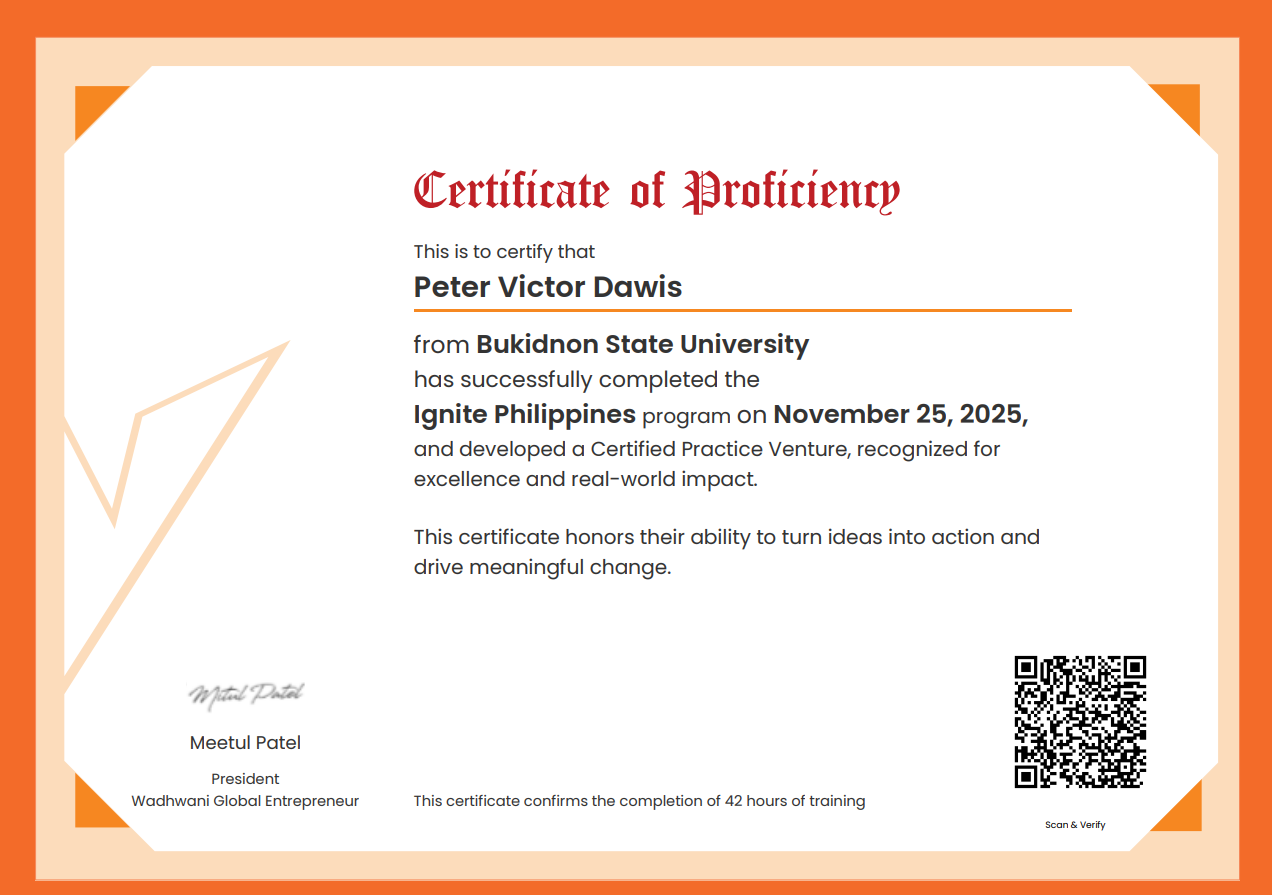 Certificate of Proficiency
This is to certify that
Peter Victor Dawis
from Bukidnon State University
has successfully completed the
Ignite Philippines program on November 25, 2025,
and developed a Certified Practice Venture, recognized for
excellence and real-world impact.
This certificate honors their ability to turn ideas into action and
drive meaningful change.
Mitul Patel
Meetul Patel
President
Wadhwani Global Entrepreneur
This certificate confirms the completion of 42 hours of training
Scan & Verify